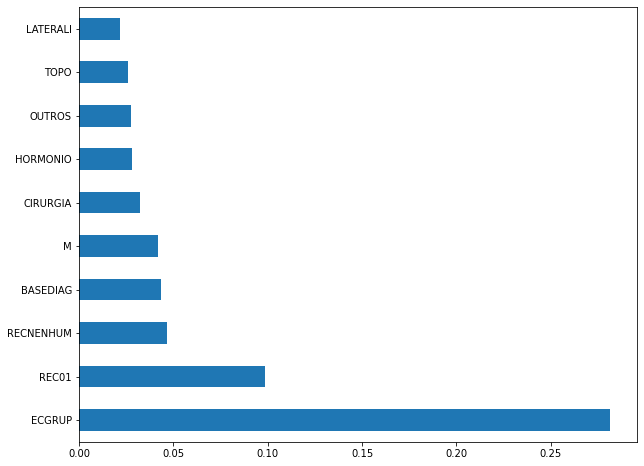 LATERALI
TOPO
OUTROS
HORMONIO
CIRURGIA
M
BASEDIAG
RECNENHUM
REC01
ECGRUP
0.00 0.05 0.10 0.15 0.20 0.25